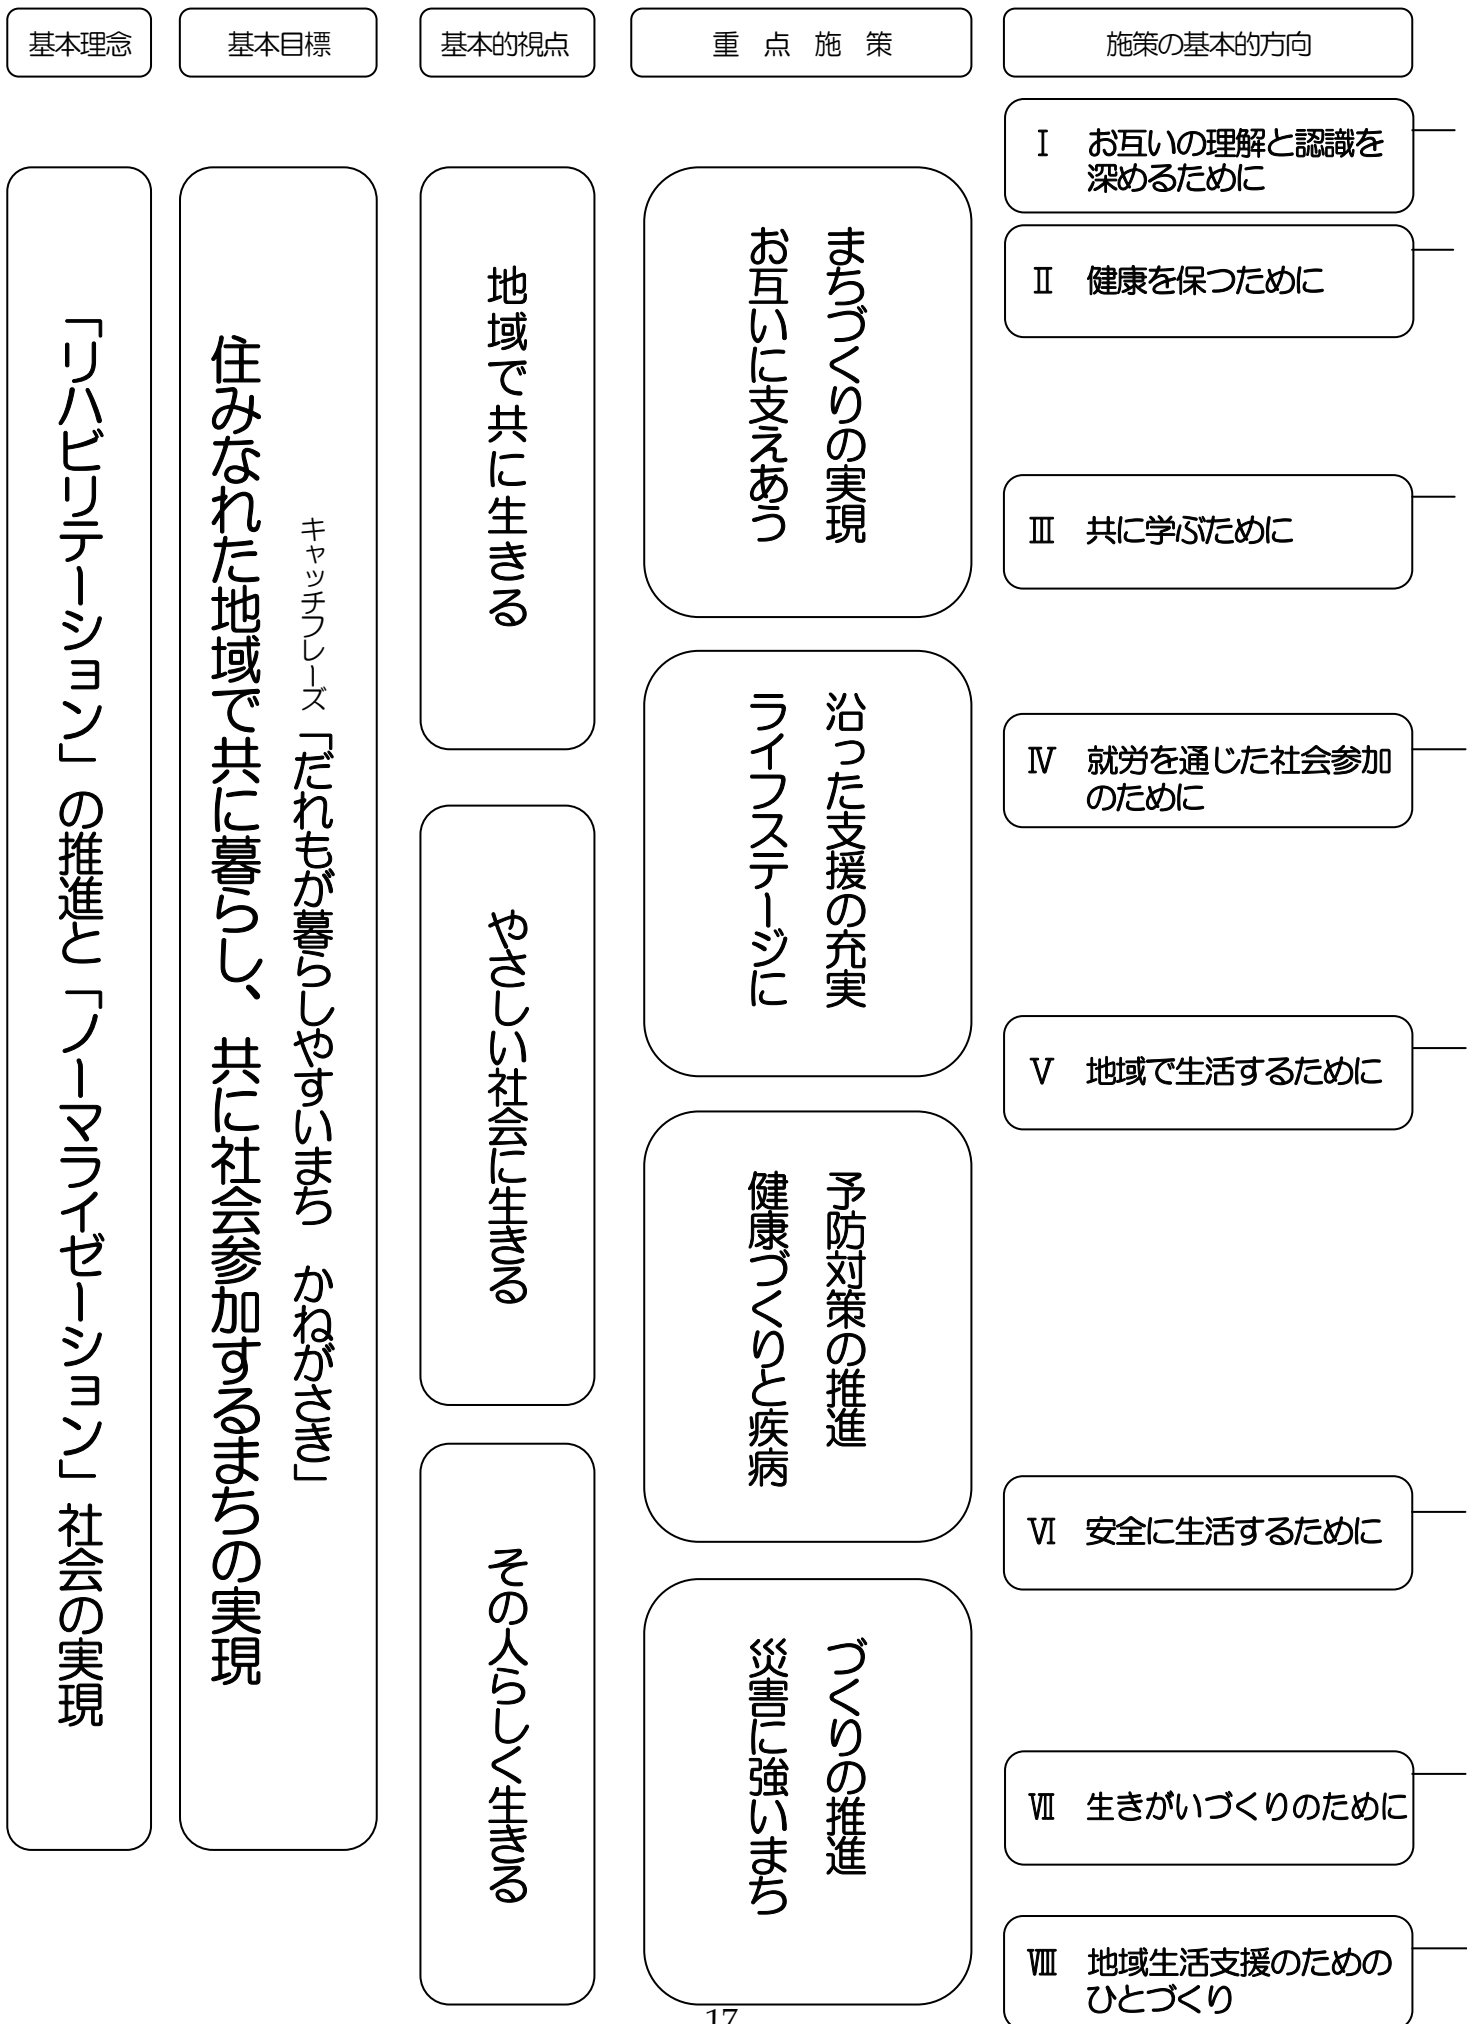 基本理念
基本目標
基本的視点
重　点　施　策
施策の基本的方向
「リハビリテーション」の推進と「ノーマライゼーション」社会の実現
住みなれた地域で共に暮らし、共に社会参加するまちの実現
キャッチフレーズ「だれもが暮らしやすいまち　かねがさき」
地域で共に生きる
やさしい社会に生きる
その人らしく生きる
お互いに支えあう
まちづくりの実現
ライフステージに
沿った支援の充実
健康づくりと疾病
予防対策の推進
災害に強いまち
づくりの推進
Ⅰ　お互いの理解と認識を
深めるために
Ⅱ　健康を保つために
Ⅲ　共に学ぶために
Ⅳ　就労を通じた社会参加
のために
Ⅴ　地域で生活するために
Ⅵ　安全に生活するために
Ⅶ　生きがいづくりのために
Ⅷ　地域生活支援のための
ひとづくり
17